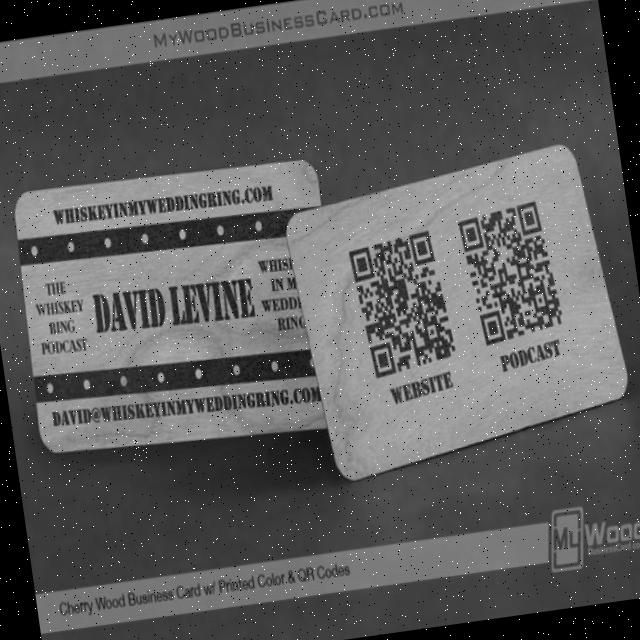 MyWoodBusinessCard.com
WHISKEYINMYWEDDINGRING.COM
THE
WHISKEY
RING
PODCAST
DAVID LEVINE
IN M
RING
DAVID@WHISKEYINMYWEDDINGRING.COM
WEBSITE
PODCAST
My Wood
Cherry Wood Business Card w/ Printed Color & QR Codes